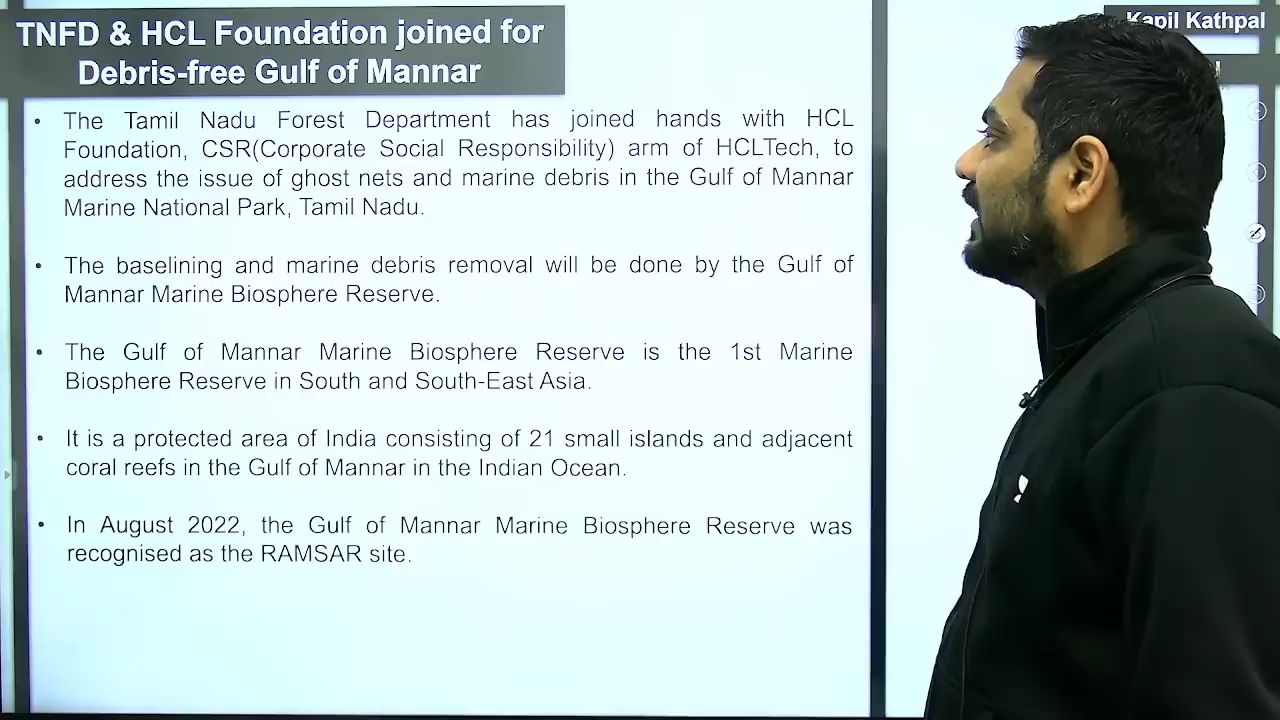 TNFD & HCL Foundation joined for
Debris-free Gulf of Mannar
Kapil Kathpal
• The Tamil Nadu Forest Department has joined hands with HCL
Foundation, CSR(Corporate Social Responsibility) arm of HCLTech, to
address the issue of ghost nets and marine debris in the Gulf of Mannar
Marine National Park, Tamil Nadu.
• The baselining and marine debris removal will be done by the Gulf of
Mannar Marine Biosphere Reserve.
• The Gulf of Mannar Marine Biosphere Reserve is the 1st Marine
Biosphere Reserve in South and South-East Asia.
• It is a protected area of India consisting of 21 small islands and adjacent
coral reefs in the Gulf of Mannar in the Indian Ocean.
• In August 2022, the Gulf of Mannar Marine Biosphere Reserve was
recognised as the RAMSAR site.